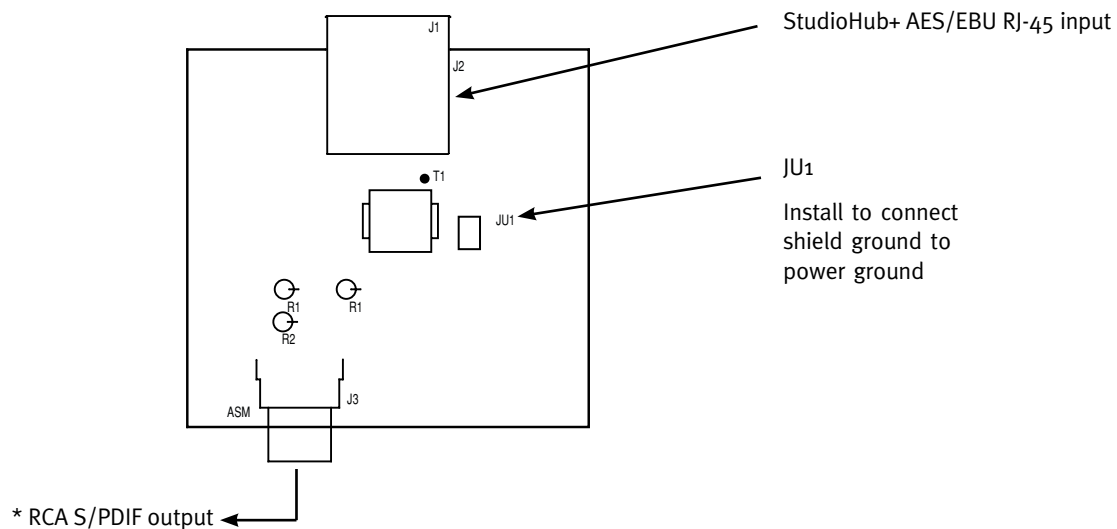 StudioHub+ AES/EBU RJ-45 input
J1
J2
T1
JU1
JU1
Install to connect
shield ground to
power ground
R1
R1
R2
J3
ASM
* RCA S/PDIF output